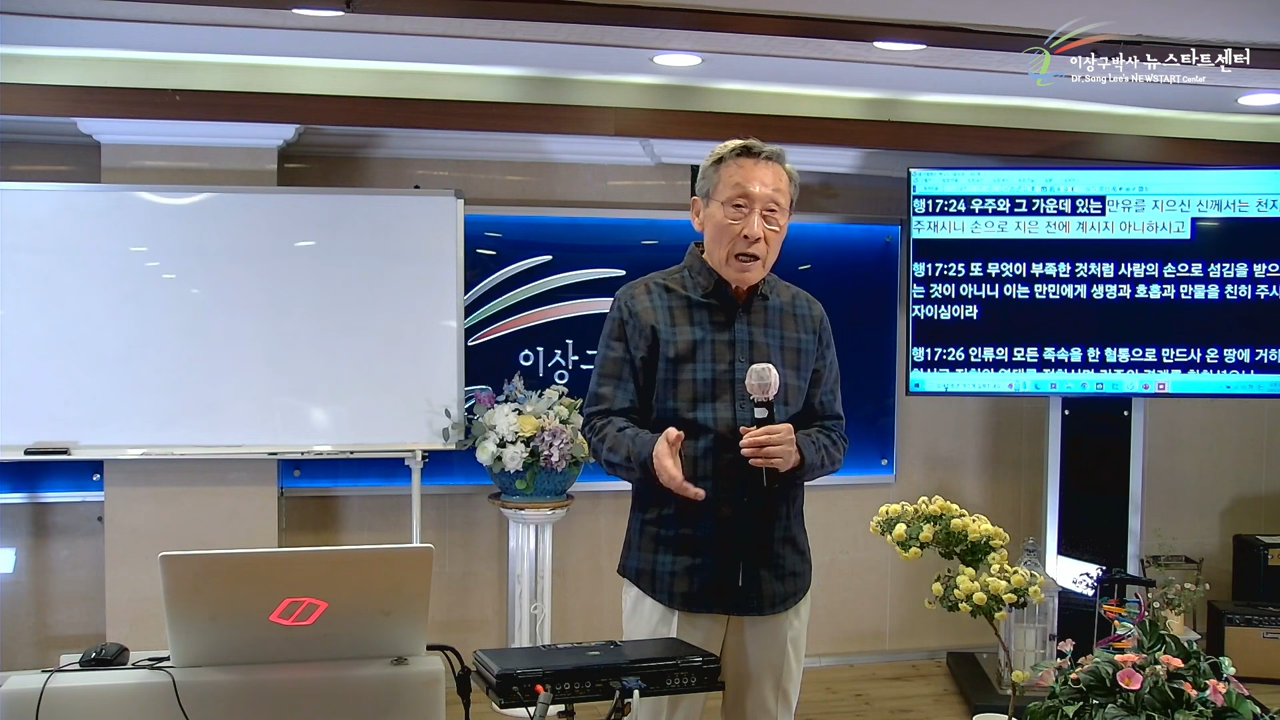 이상구박사 뉴스타트센터
Dr. Sang Lee's NEWSTART Center
행17:24 우주와 그 가운데 있는 만유를 지으신 신께서는 천지
주재시니 손으로 지은 전에 계시지 아니하시고
행17:25 또 무엇이 부족한 것처럼 사람의 손으로 섬김을 받으
는 것이 아니니 이는 만민에게 생명과 호흡과 만물을 친히 주시
자이심이라
행17:26 인류의 모든 족속을 한 혈통으로 만드사 온 땅에 거하
이상구